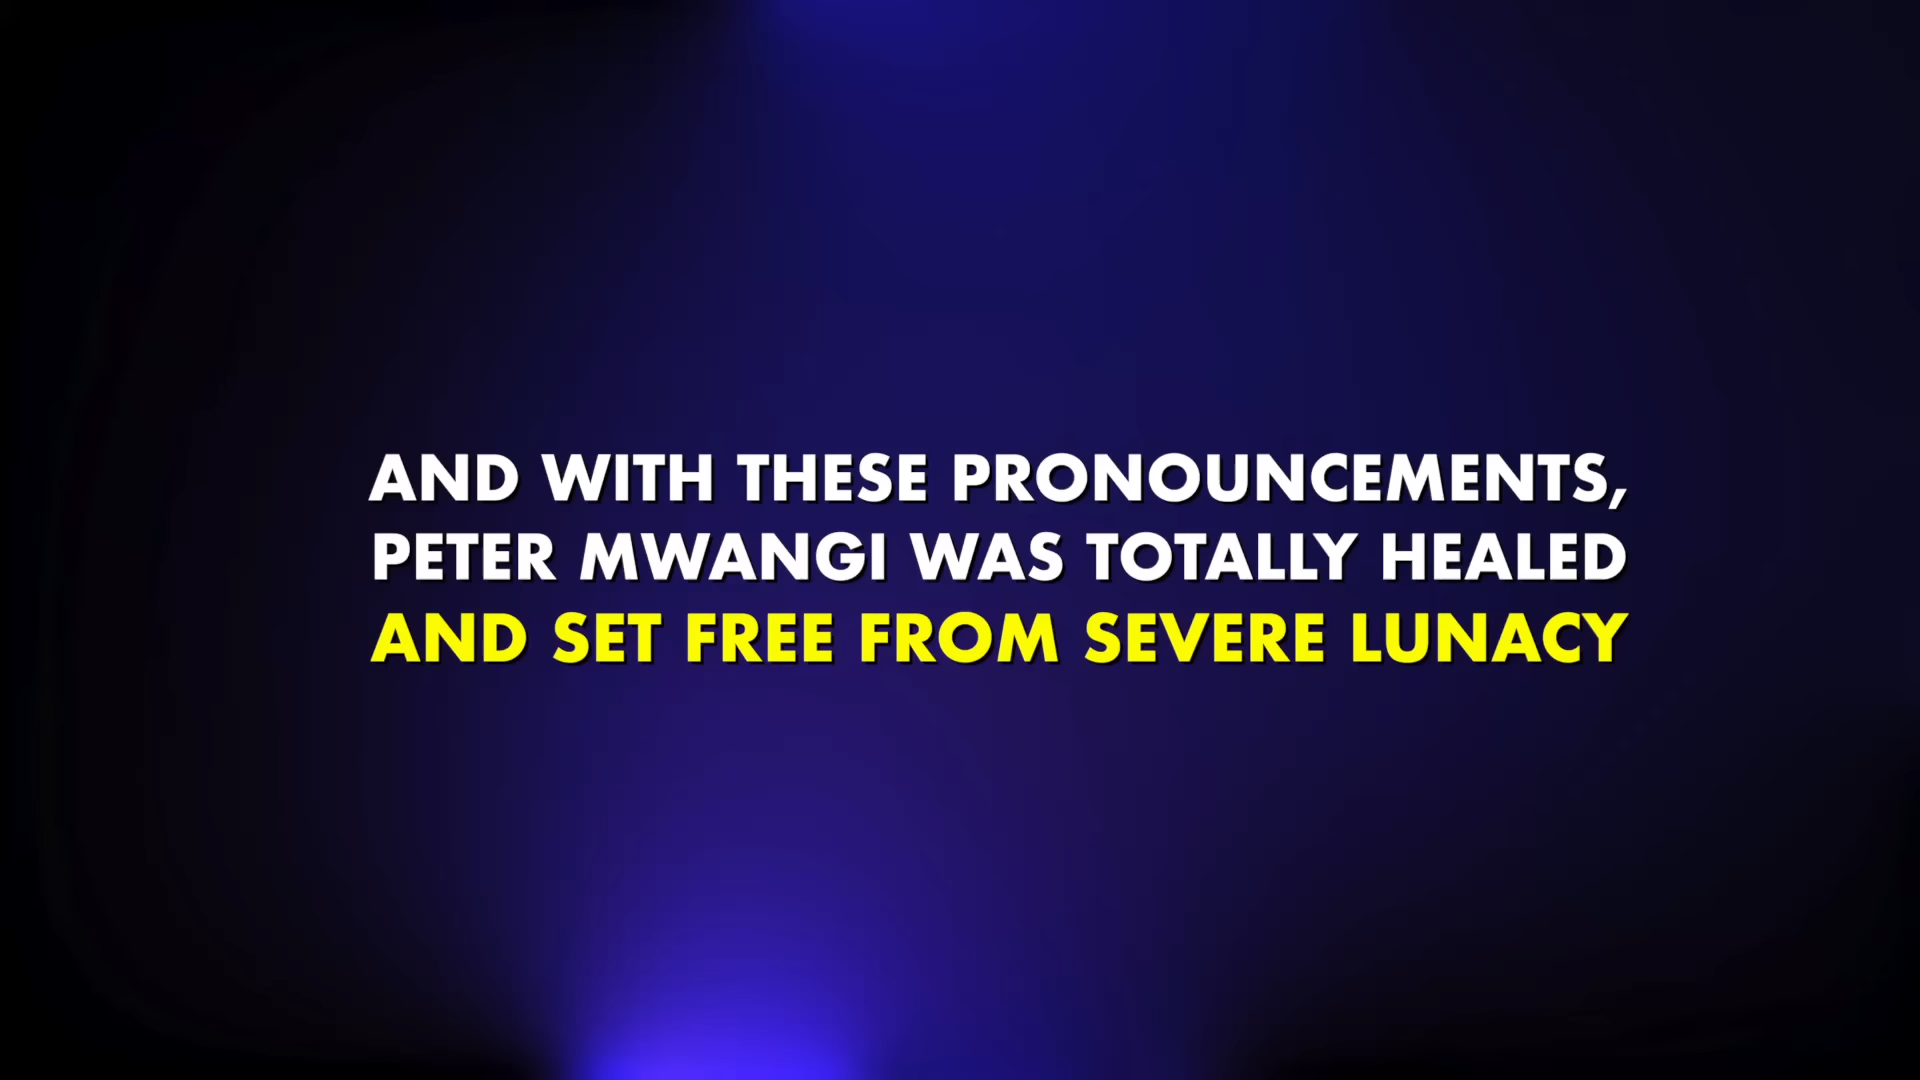 AND WITH THESE PRONOUNCEMENTS,
PETER MWANGI WAS TOTALLY HEALED
AND SET FREE FROM SEVERE LUNACY